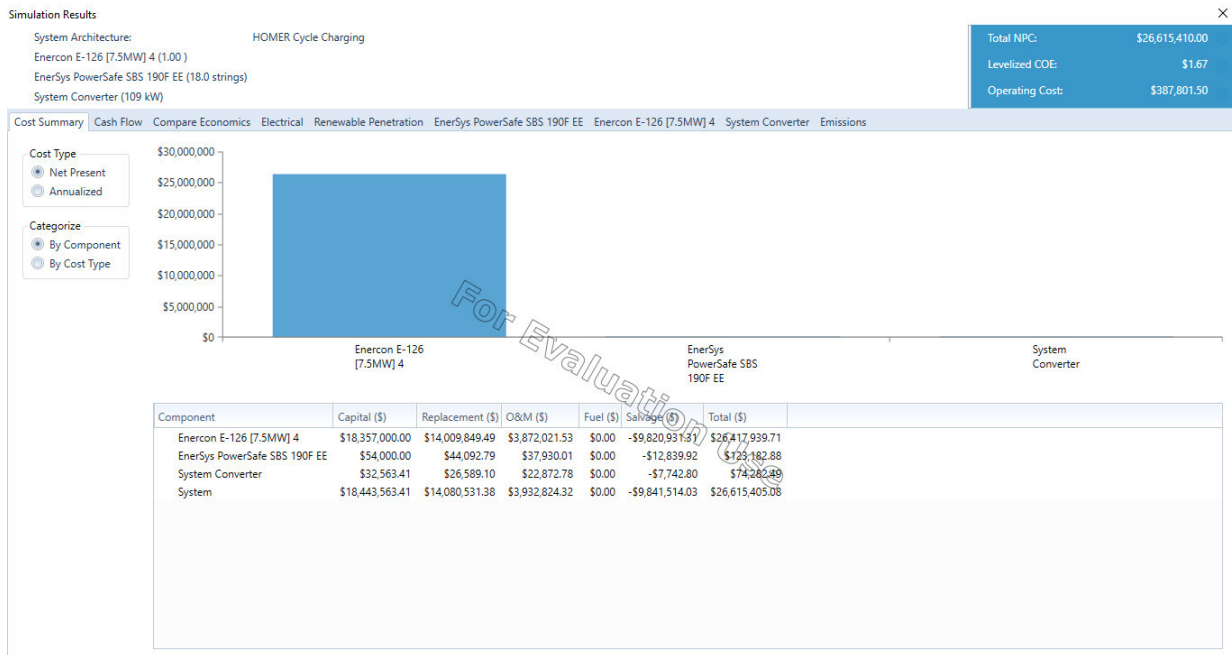 Simulation Results
System Architecture: HOMER Cycle Charging
Enercon E-126 [7.5MW] 4 (1.00 )
EnerSys PowerSafe SBS 190F EE (18.0 strings)
System Converter (109 kW)
Total NPC: $26,615,410.00
Levelized COE: $1.67
Operating Cost: $387,801.50
Cost Summary Cash Flow Compare Economics Electrical Renewable Penetration EnerSys PowerSafe SBS 190F EE Enercon E-126 [7.5MW] 4 System Converter Emissions
Cost Type
Net Present
Annualized
Categorize
By Component
By Cost Type
$30,000,000
$25,000,000
$20,000,000
$15,000,000
$10,000,000
$5,000,000
$0
Enercon E-126
[7.5MW] 4
EnerSys
PowerSafe SBS
190F EE
System
Converter
For Evaluation Use
Component Capital ($) Replacement ($) O&M ($) Fuel ($) Salvage ($) Total ($)
Enercon E-126 [7.5MW] 4 $18,357,000.00 $14,009,849.49 $3,872,021.53 $0.00 -$9,820,931.31 $26,417,939.71
EnerSys PowerSafe SBS 190F EE $54,000.00 $44,092.79 $37,930.01 $0.00 -$12,839.92 $123,182.88
System Converter $32,563.41 $26,589.10 $22,872.78 $0.00 -$7,742.80 $74,282.49
System $18,443,563.41 $14,080,531.38 $3,932,824.32 $0.00 -$9,841,514.03 $26,615,405.08